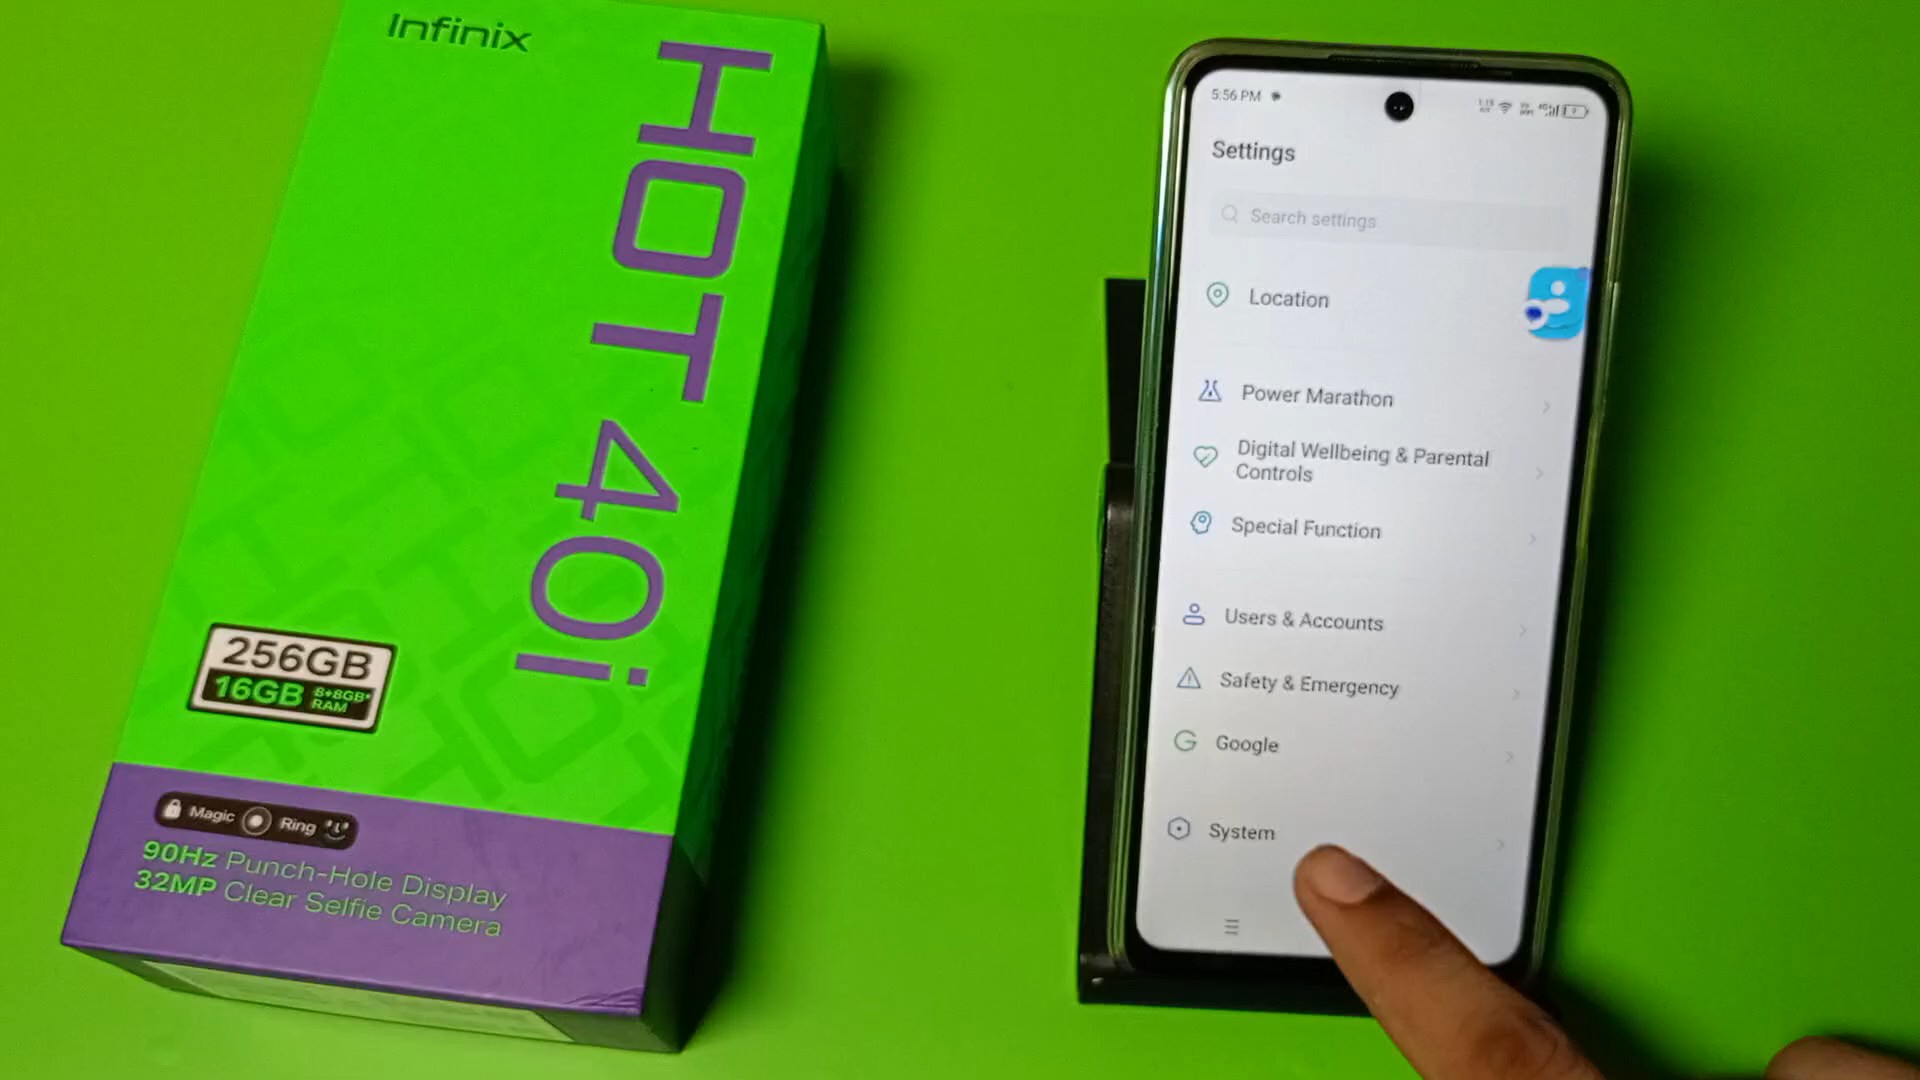 Infinix
HOT 40i
256GB
16GB 8+8GB*
RAM
Magic Ring
90Hz Punch-Hole Display
32MP Clear Selfie Camera
5:56 PM
Settings
Search settings
Location
Power Marathon
Digital Wellbeing & Parental
Controls
Special Function
Users & Accounts
Safety & Emergency
Google
System